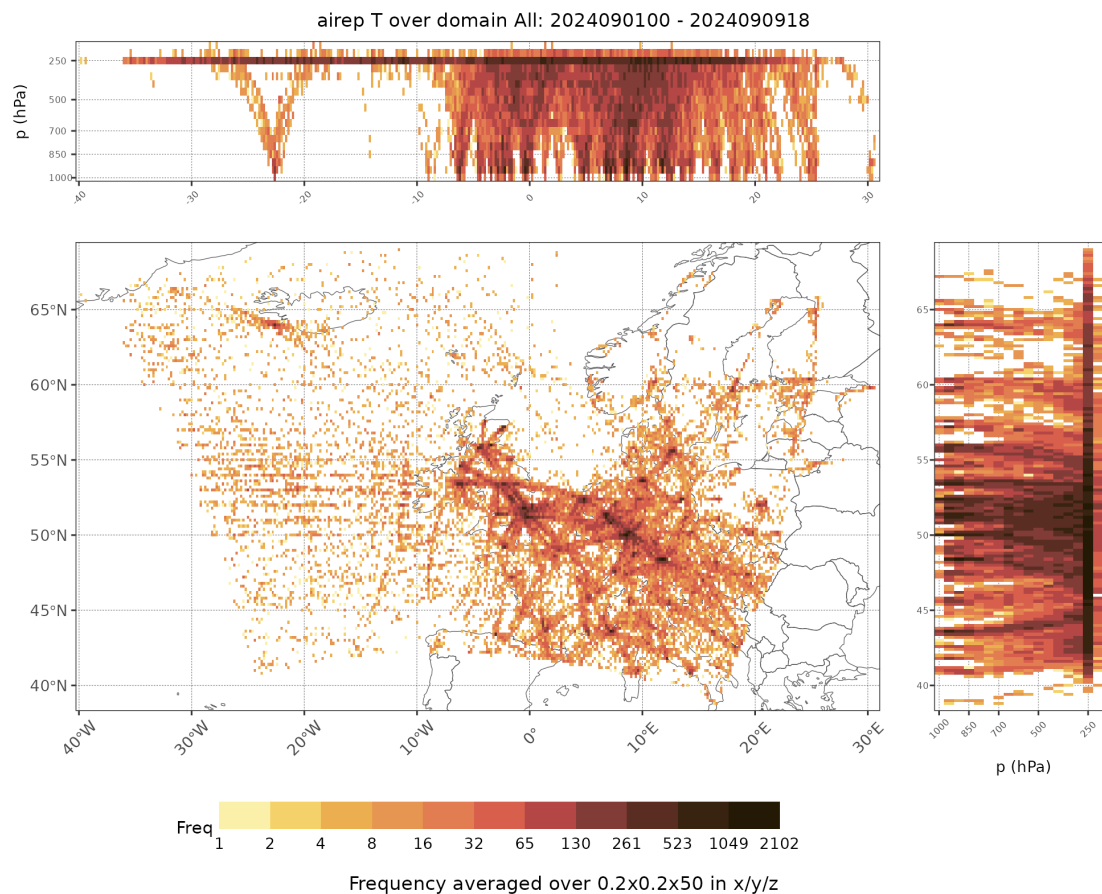 airep T over domain All: 2024090100 - 2024090918
p (hPa)
250
500
700
850
1000
-40
-30
-20
-10
0
10
20
30
65°N
60°N
55°N
50°N
45°N
40°N
40°W
30°W
20°W
10°W
0°
10°E
20°E
30°E
65
60
55
50
45
40
1000
850
700
500
250
p (hPa)
Freq
1 2 4 8 16 32 65 130 261 523 1049 2102
Frequency averaged over 0.2x0.2x50 in x/y/z